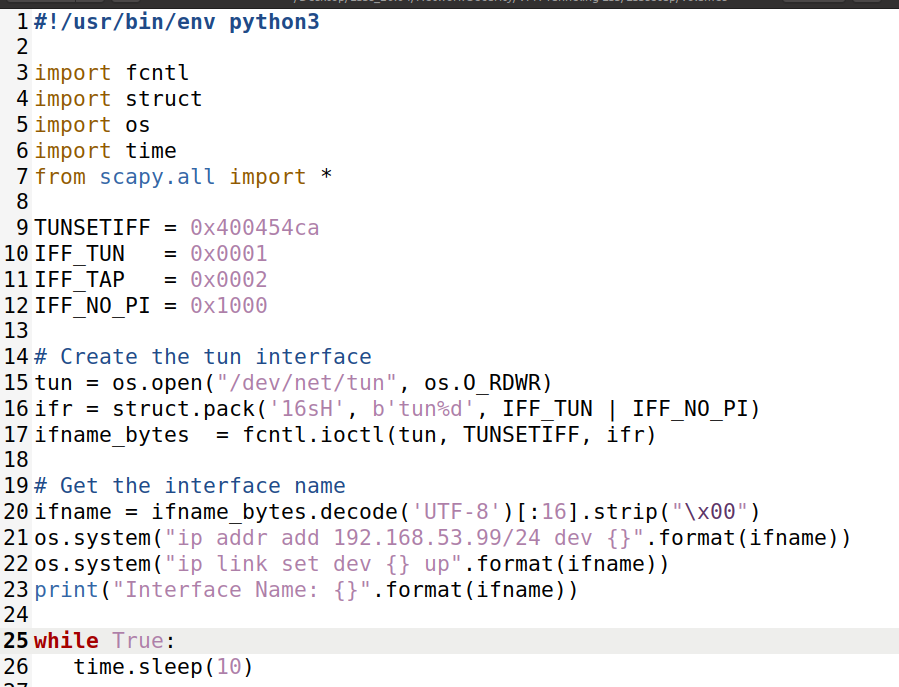 1 #!/usr/bin/env python3
2
3 import fcntl
4 import struct
5 import os
6 import time
7 from scapy.all import *
8
9 TUNSETIFF = 0x400454ca
10 IFF_TUN   = 0x0001
11 IFF_TAP   = 0x0002
12 IFF_NO_PI = 0x1000
13
14 # Create the tun interface
15 tun = os.open("/dev/net/tun", os.O_RDWR)
16 ifr = struct.pack('16sH', b'tun%d', IFF_TUN | IFF_NO_PI)
17 ifname_bytes  = fcntl.ioctl(tun, TUNSETIFF, ifr)
18
19 # Get the interface name
20 ifname = ifname_bytes.decode('UTF-8')[:16].strip("\x00")
21 os.system("ip addr add 192.168.53.99/24 dev {}".format(ifname))
22 os.system("ip link set dev {} up".format(ifname))
23 print("Interface Name: {}".format(ifname))
24
25 while True:
26    time.sleep(10)